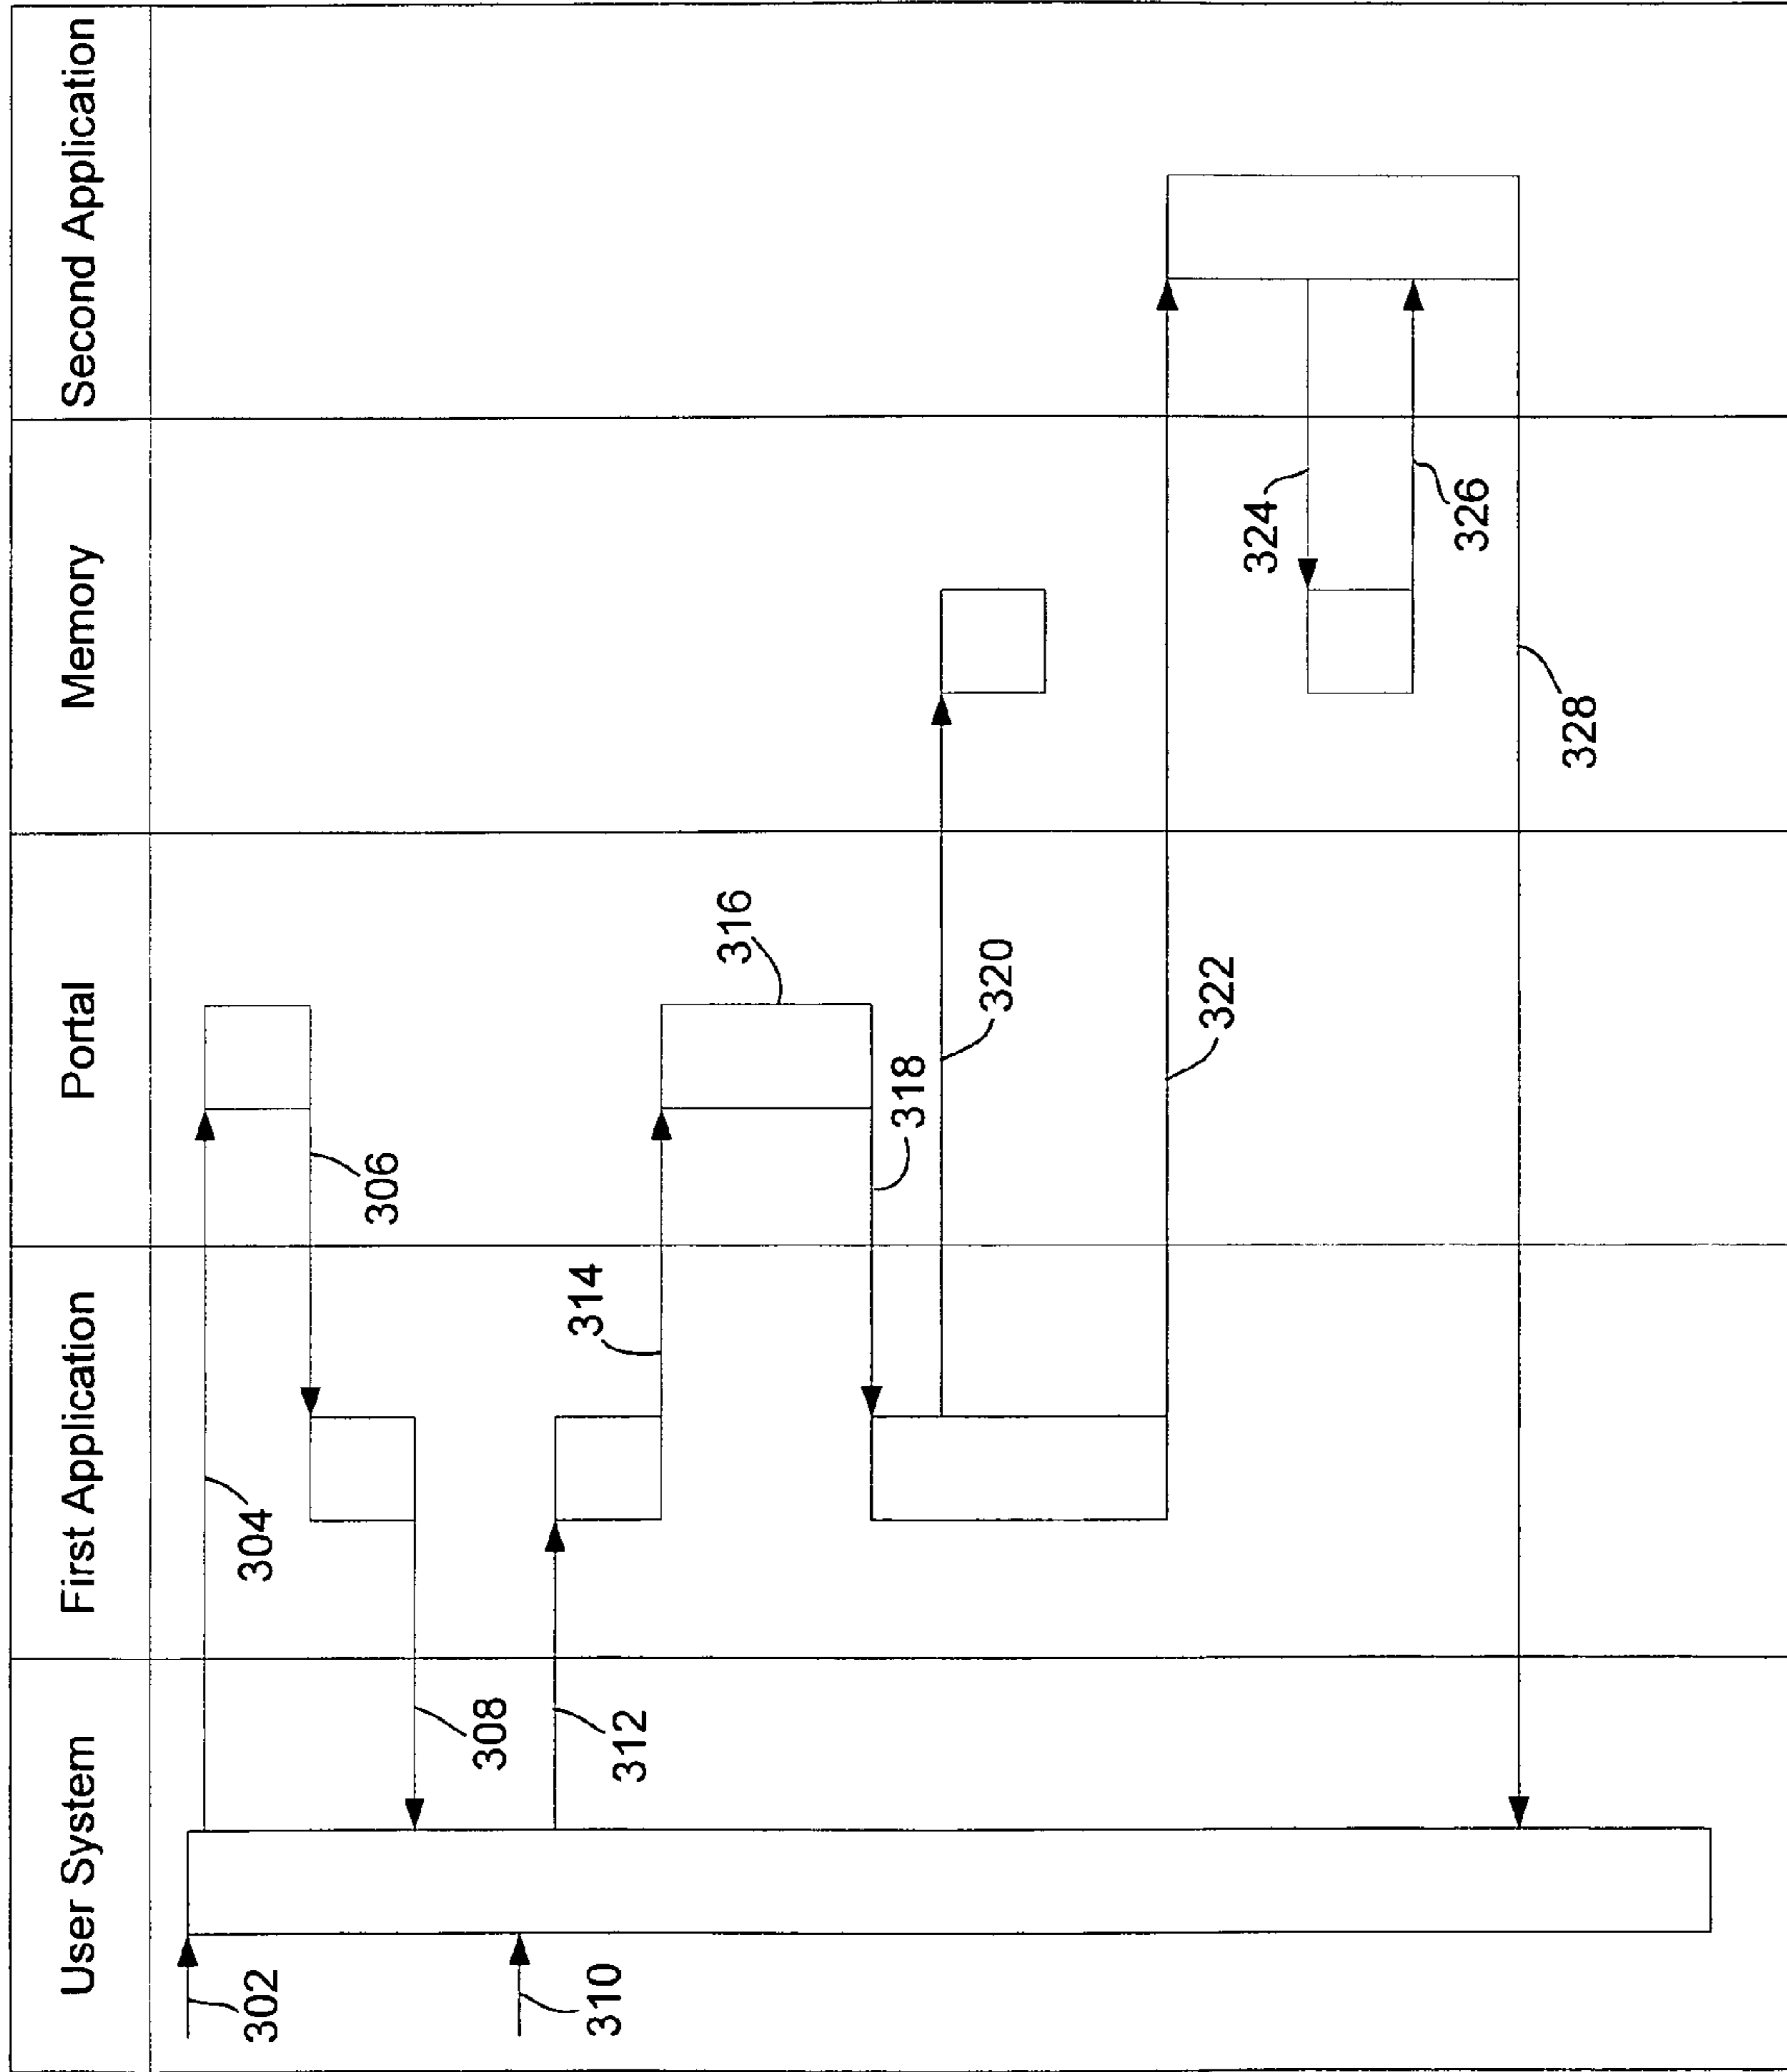 User System
First Application
Portal
Memory
Second Application
302
304
306
308
310
312
314
316
318
320
322
324
326
328